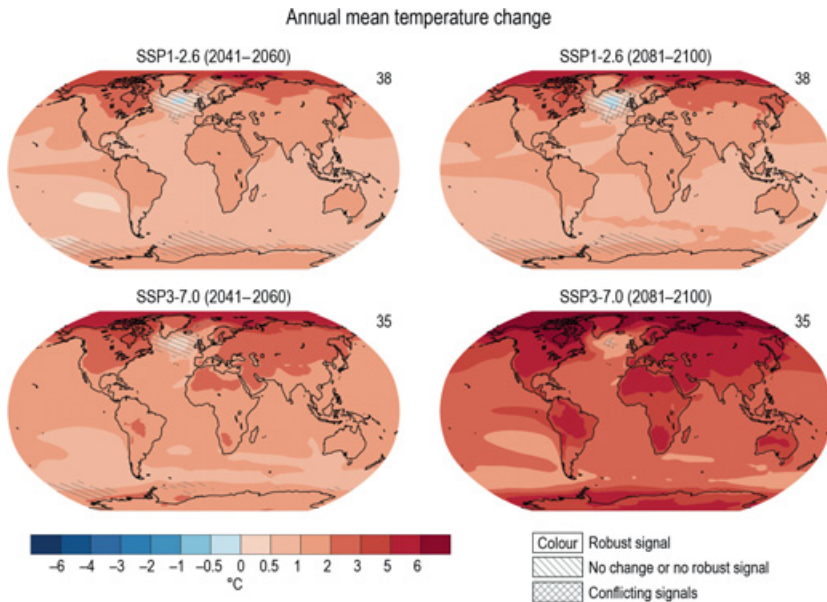 Annual mean temperature change
SSP1-2.6 (2041–2060)
38
SSP1-2.6 (2081–2100)
38
SSP3-7.0 (2041–2060)
35
SSP3-7.0 (2081–2100)
35
–6 –4 –3 –2 –1 –0.5 0 0.5 1 2 3 4 5 6
°C
Colour Robust signal
No change or no robust signal
Conflicting signals